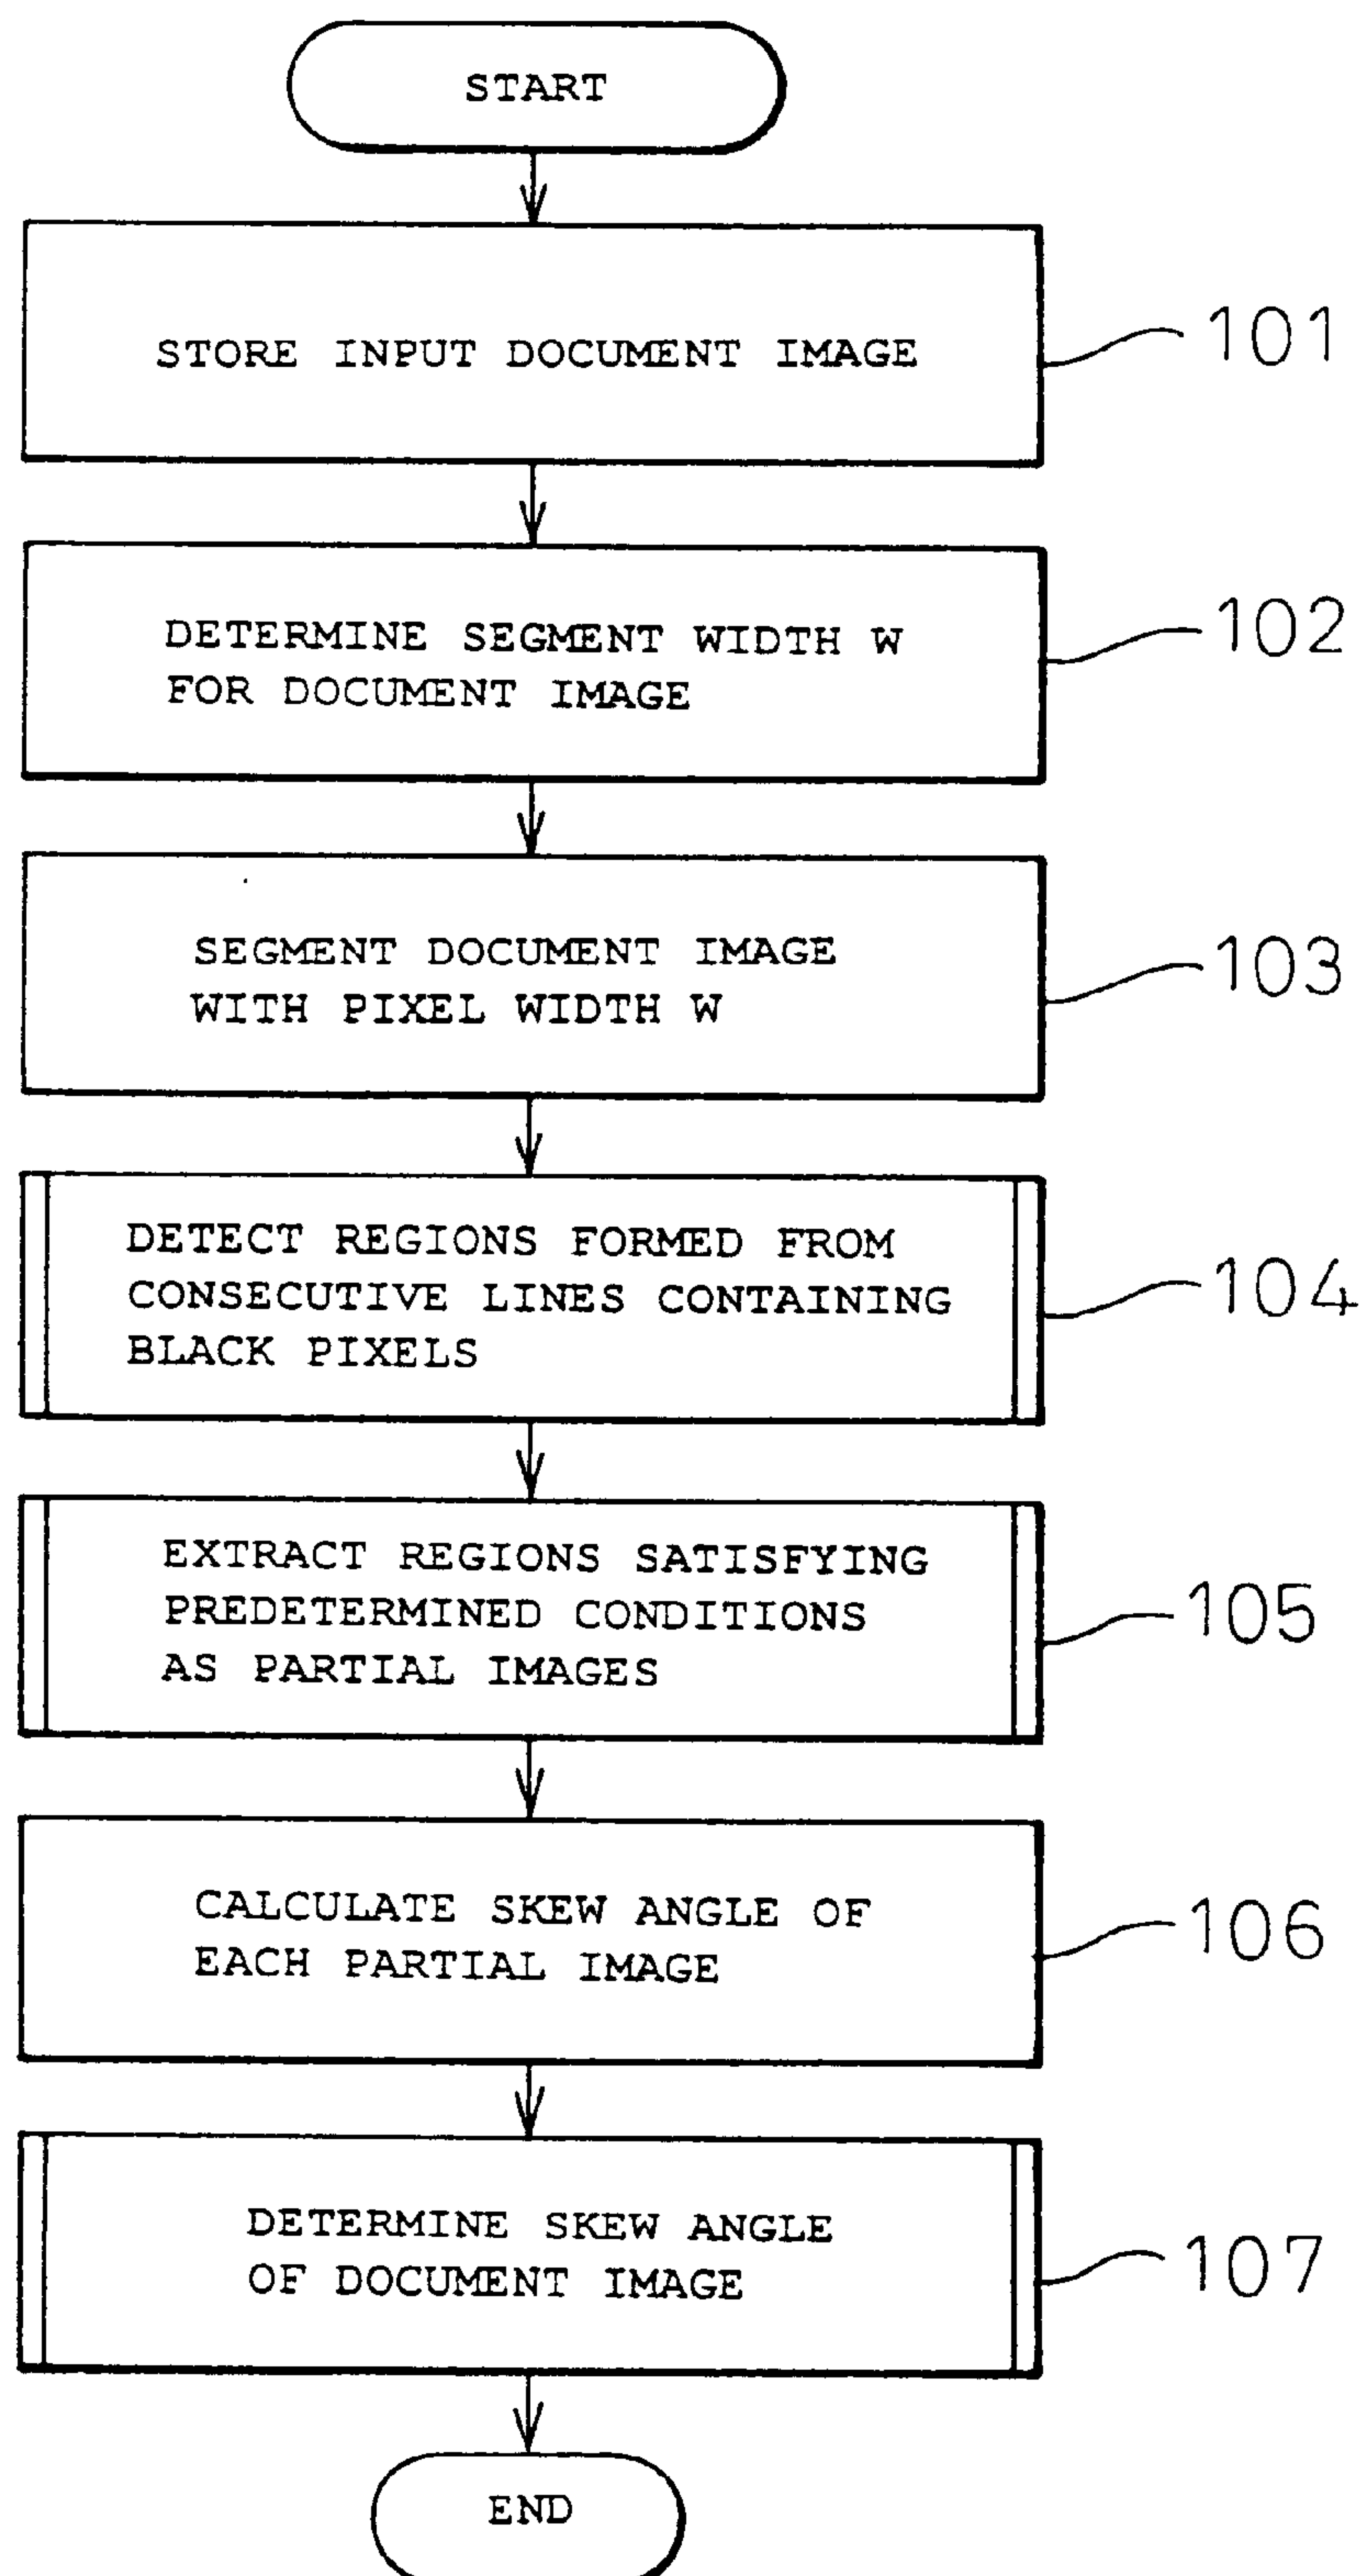 START
STORE INPUT DOCUMENT IMAGE
101
DETERMINE SEGMENT WIDTH W
FOR DOCUMENT IMAGE
102
SEGMENT DOCUMENT IMAGE
WITH PIXEL WIDTH W
103
DETECT REGIONS FORMED FROM
CONSECUTIVE LINES CONTAINING
BLACK PIXELS
104
EXTRACT REGIONS SATISFYING
PREDETERMINED CONDITIONS
AS PARTIAL IMAGES
105
CALCULATE SKEW ANGLE OF
EACH PARTIAL IMAGE
106
DETERMINE SKEW ANGLE
OF DOCUMENT IMAGE
107
END